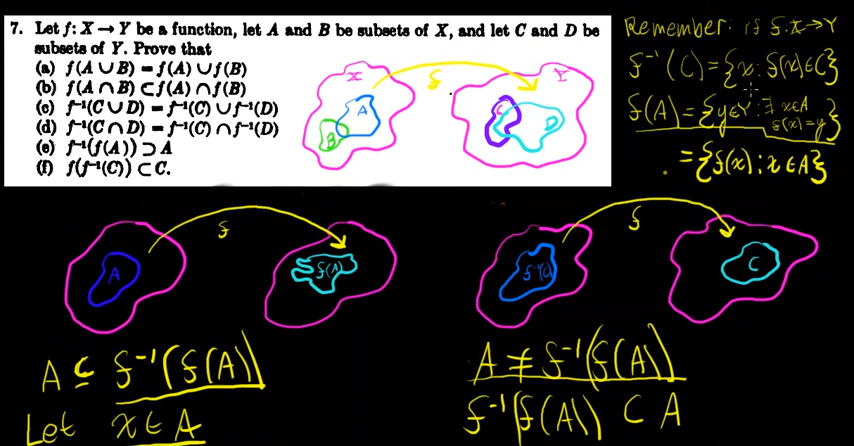 7. Let f: X → Y be a function, let A and B be subsets of X, and let C and D be
subsets of Y. Prove that
(a) f(A ∪ B) = f(A) ∪ f(B)
(b) f(A ∩ B) ⊂ f(A) ∩ f(B)
(c) f⁻¹(C ∪ D) = f⁻¹(C) ∪ f⁻¹(D)
(d) f⁻¹(C ∩ D) = f⁻¹(C) ∩ f⁻¹(D)
(e) f⁻¹(f(A)) ⊃ A
(f) f(f⁻¹(C)) ⊂ C.
X
f
Y
A
B
C
D
Remember: if f: X → Y
f⁻¹(C) = {x : f(x) ∈ C}
f(A) = {y ∈ Y : ∃ x ∈ A
f(x) = y}
= {f(x) : x ∈ A}
f
A
f(A)
f
f⁻¹(C)
C
A ⊆ f⁻¹(f(A))
Let x ∈ A
A ≠ f⁻¹(f(A))
f⁻¹(f(A)) ⊂ A